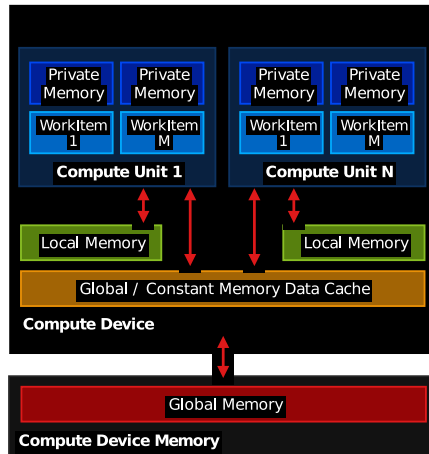 Private Memory
Private Memory
Private Memory
Private Memory
WorkItem 1
WorkItem M
WorkItem 1
WorkItem M
Compute Unit 1
Compute Unit N
Local Memory
Local Memory
Global / Constant Memory Data Cache
Compute Device
Global Memory
Compute Device Memory